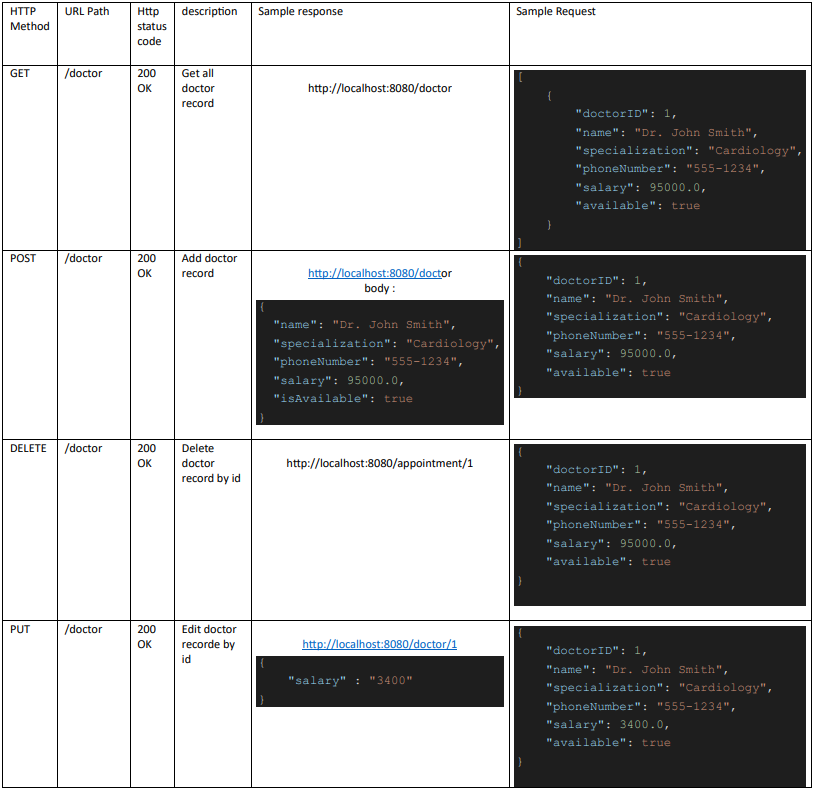 HTTP Method
URL Path
Http status code
description
Sample response
Sample Request
GET
/doctor
200 OK
Get all doctor record
http://localhost:8080/doctor
[
{
"doctorID": 1,
"name": "Dr. John Smith",
"specialization": "Cardiology",
"phoneNumber": "555-1234",
"salary": 95000.0,
"available": true
}
]
POST
/doctor
200 OK
Add doctor record
http://localhost:8080/doctor
body :
{
"name": "Dr. John Smith",
"specialization": "Cardiology",
"phoneNumber": "555-1234",
"salary": 95000.0,
"isAvailable": true
}
{
"doctorID": 1,
"name": "Dr. John Smith",
"specialization": "Cardiology",
"phoneNumber": "555-1234",
"salary": 95000.0,
"available": true
}
DELETE
/doctor
200 OK
Delete doctor record by id
http://localhost:8080/appointment/1
{
"doctorID": 1,
"name": "Dr. John Smith",
"specialization": "Cardiology",
"phoneNumber": "555-1234",
"salary": 95000.0,
"available": true
}
PUT
/doctor
200 OK
Edit doctor recorde by id
http://localhost:8080/doctor/1
{
"salary" : "3400"
}
{
"doctorID": 1,
"name": "Dr. John Smith",
"specialization": "Cardiology",
"phoneNumber": "555-1234",
"salary": 3400.0,
"available": true
}